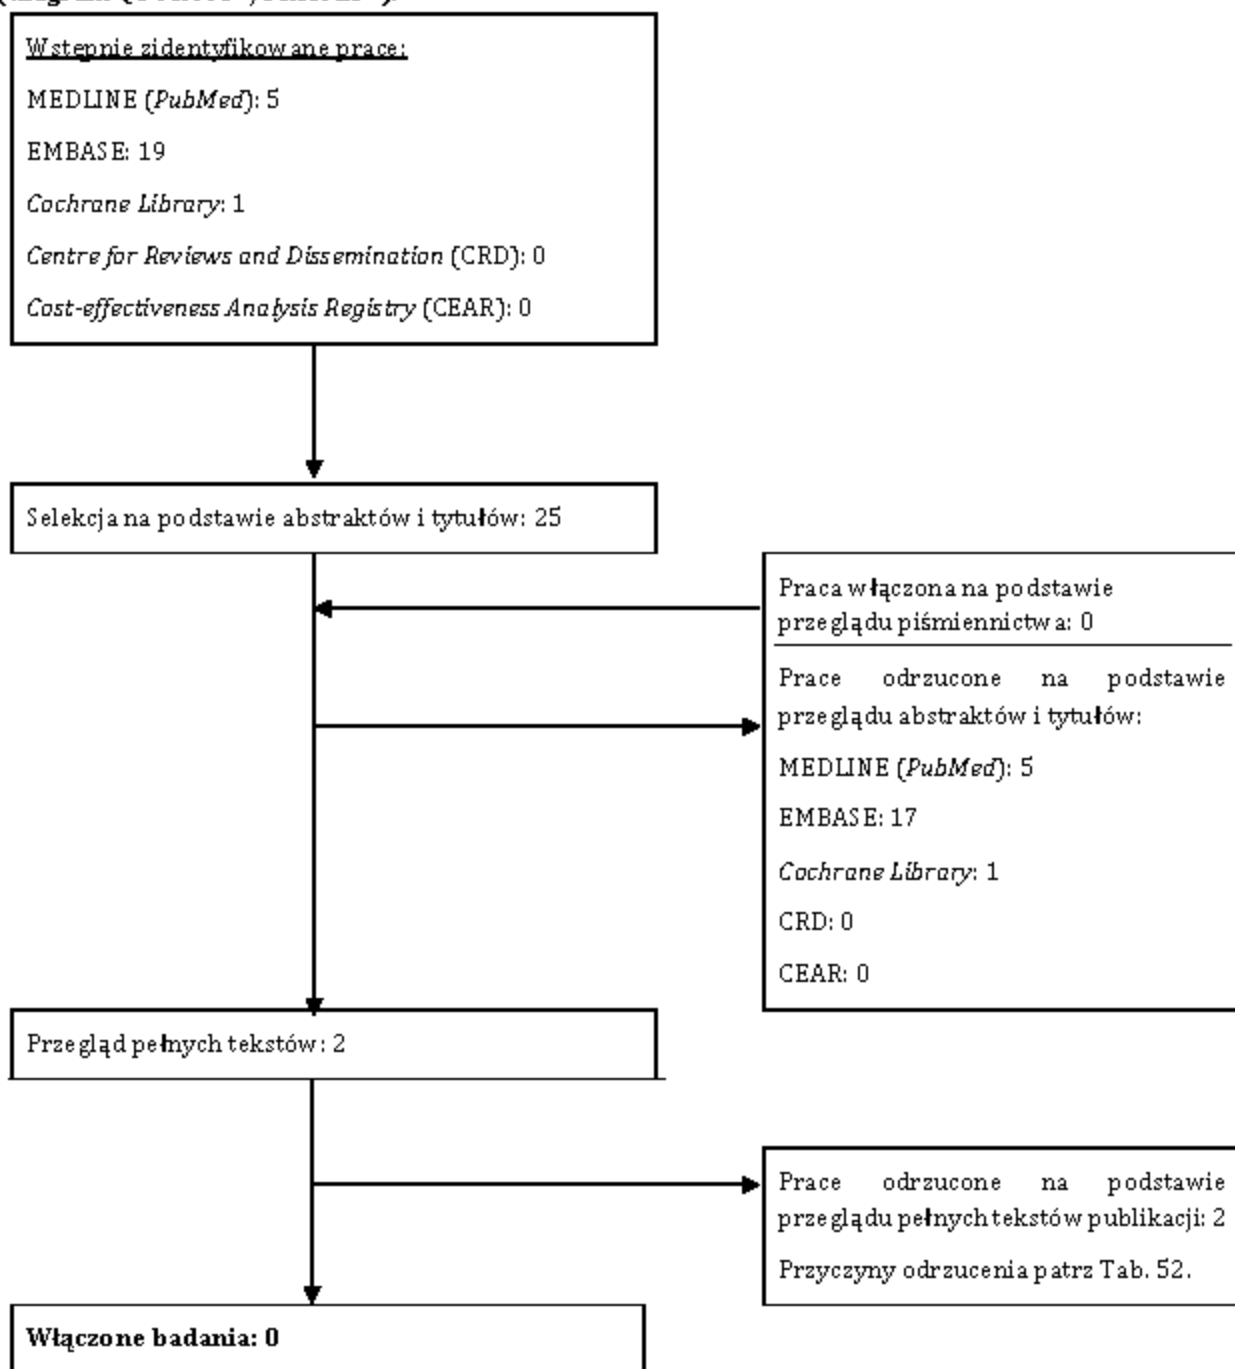 Wstępnie zidentyfikowane prace:
MEDLINE (PubMed): 5
EMBASE: 19
Cochrane Library: 1
Centre for Reviews and Dissemination (CRD): 0
Cost-effectiveness Analysis Registry (CEAR): 0
Selekcja na podstawie abstraktów i tytułów: 25
Praca włączona na podstawie
przeglądu piśmiennictwa: 0
Prace odrzucone na podstawie
przeglądu abstraktów i tytułów:
MEDLINE (PubMed): 5
EMBASE: 17
Cochrane Library: 1
CRD: 0
CEAR: 0
Przegląd pełnych tekstów: 2
Prace odrzucone na podstawie
przeglądu pełnych tekstów publikacji: 2
Przyczyny odrzucenia patrz Tab. 52.
Włączone badania: 0